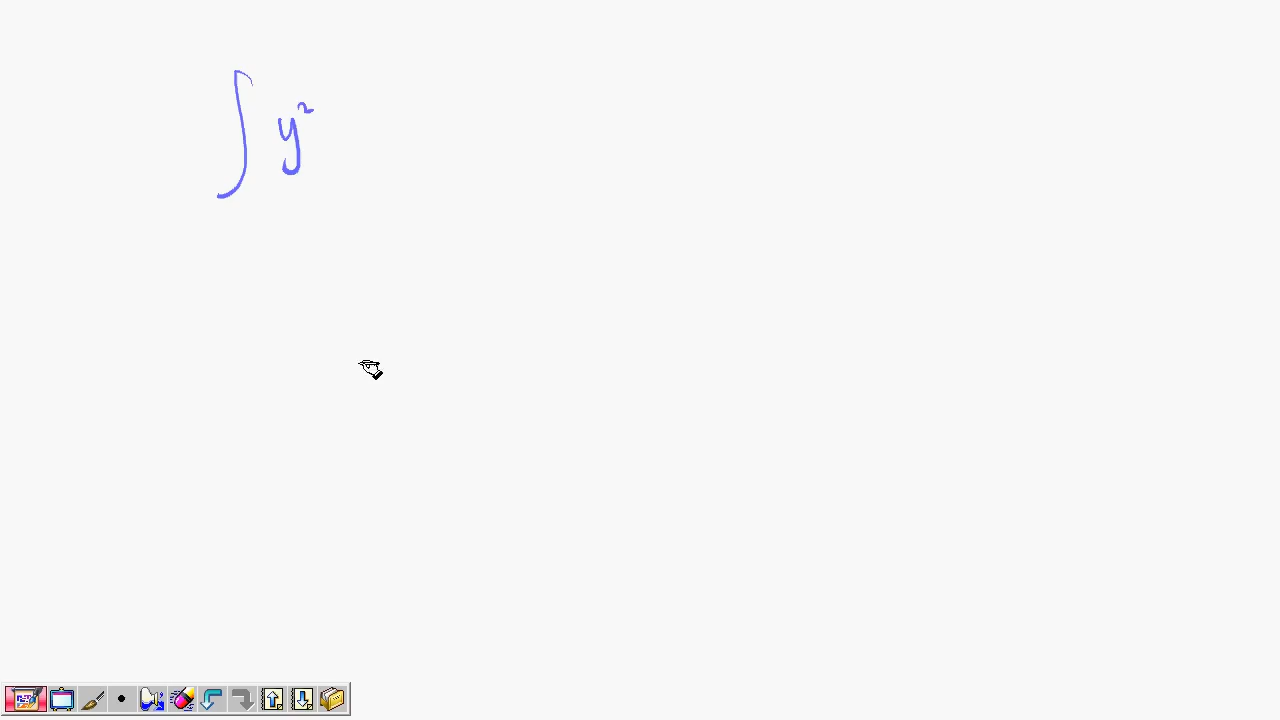 ∫ y²